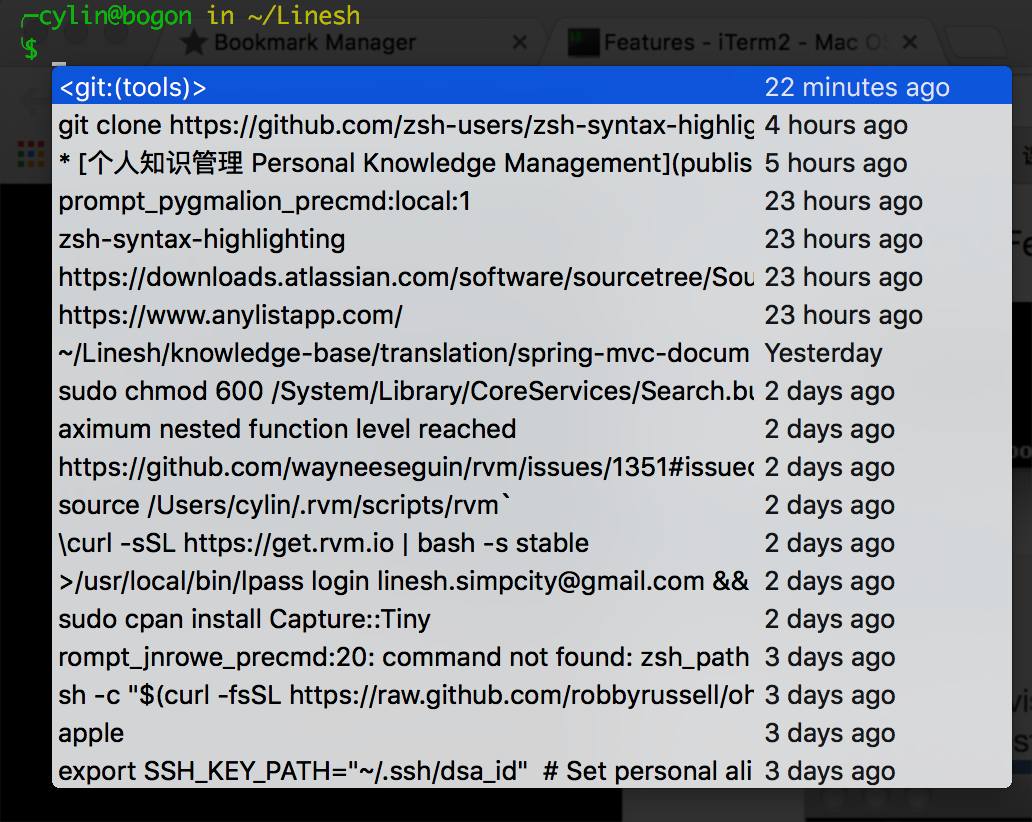 ╭─cylin@bogon in ~/Linesh
╰$
Bookmark Manager
Features - iTerm2 - Mac OS
<git:(tools)> 22 minutes ago
git clone https://github.com/zsh-users/zsh-syntax-highlig 4 hours ago
* [个人知识管理 Personal Knowledge Management](publis 5 hours ago
prompt_pygmalion_precmd:local:1 23 hours ago
zsh-syntax-highlighting 23 hours ago
https://downloads.atlassian.com/software/sourcetree/Sou 23 hours ago
https://www.anylistapp.com/ 23 hours ago
~/Linesh/knowledge-base/translation/spring-mvc-docum Yesterday
sudo chmod 600 /System/Library/CoreServices/Search.bu 2 days ago
aximum nested function level reached 2 days ago
https://github.com/wayneeseguin/rvm/issues/1351#issuec 2 days ago
source /Users/cylin/.rvm/scripts/rvm` 2 days ago
\curl -sSL https://get.rvm.io | bash -s stable 2 days ago
>/usr/local/bin/lpass login linesh.simpcity@gmail.com && 2 days ago
sudo cpan install Capture::Tiny 2 days ago
rompt_jnrowe_precmd:20: command not found: zsh_path 3 days ago
sh -c "$(curl -fsSL https://raw.github.com/robbyrussell/oh 3 days ago
apple 3 days ago
export SSH_KEY_PATH="~/.ssh/dsa_id" # Set personal ali 3 days ago